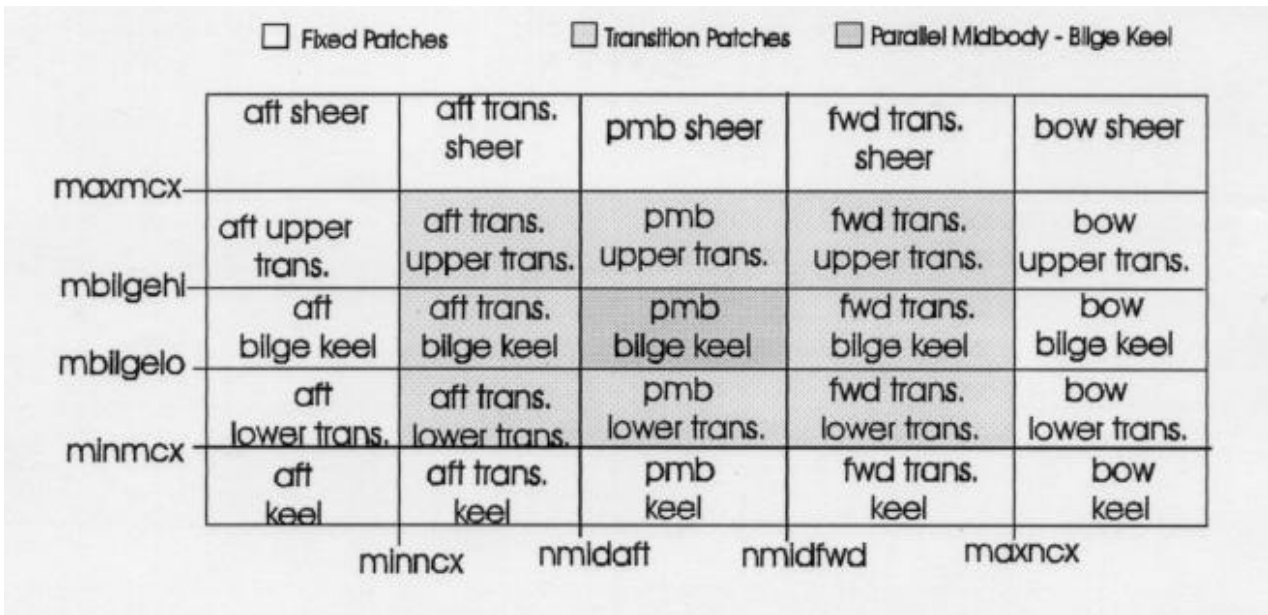 Fixed Patches Transition Patches Parallel Midbody - Bilge Keel
aft sheer aft trans. sheer pmb sheer fwd trans. sheer bow sheer
maxmcx
aft upper trans. aft trans. upper trans. pmb upper trans. fwd trans. upper trans. bow upper trans.
mbilgehi
aft bilge keel aft trans. bilge keel pmb bilge keel fwd trans. bilge keel bow bilge keel
mbilgelo
aft lower trans. aft trans. lower trans. pmb lower trans. fwd trans. lower trans. bow lower trans.
minmcx
aft keel aft trans. keel pmb keel fwd trans. keel bow keel
minncx nmidaft nmidfwd maxncx